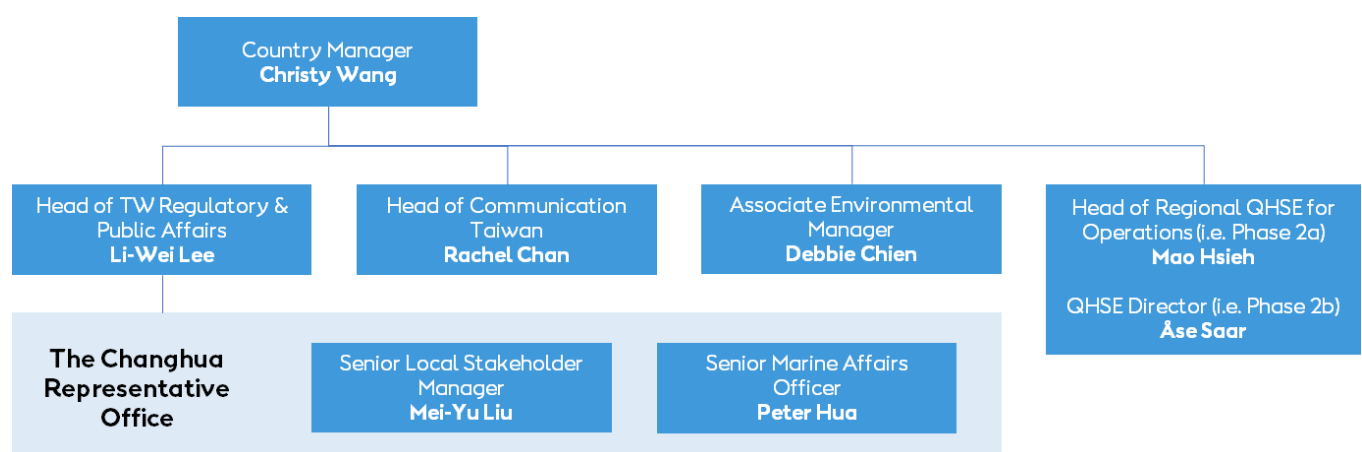 Country Manager
Christy Wang
Head of TW Regulatory &
Public Affairs
Li-Wei Lee
Head of Communication
Taiwan
Rachel Chan
Associate Environmental
Manager
Debbie Chien
Head of Regional QHSE for
Operations (i.e. Phase 2a)
Mao Hsieh
QHSE Director (i.e. Phase 2b)
Åse Saar
The Changhua
Representative
Office
Senior Local Stakeholder
Manager
Mei-Yu Liu
Senior Marine Affairs
Officer
Peter Hua